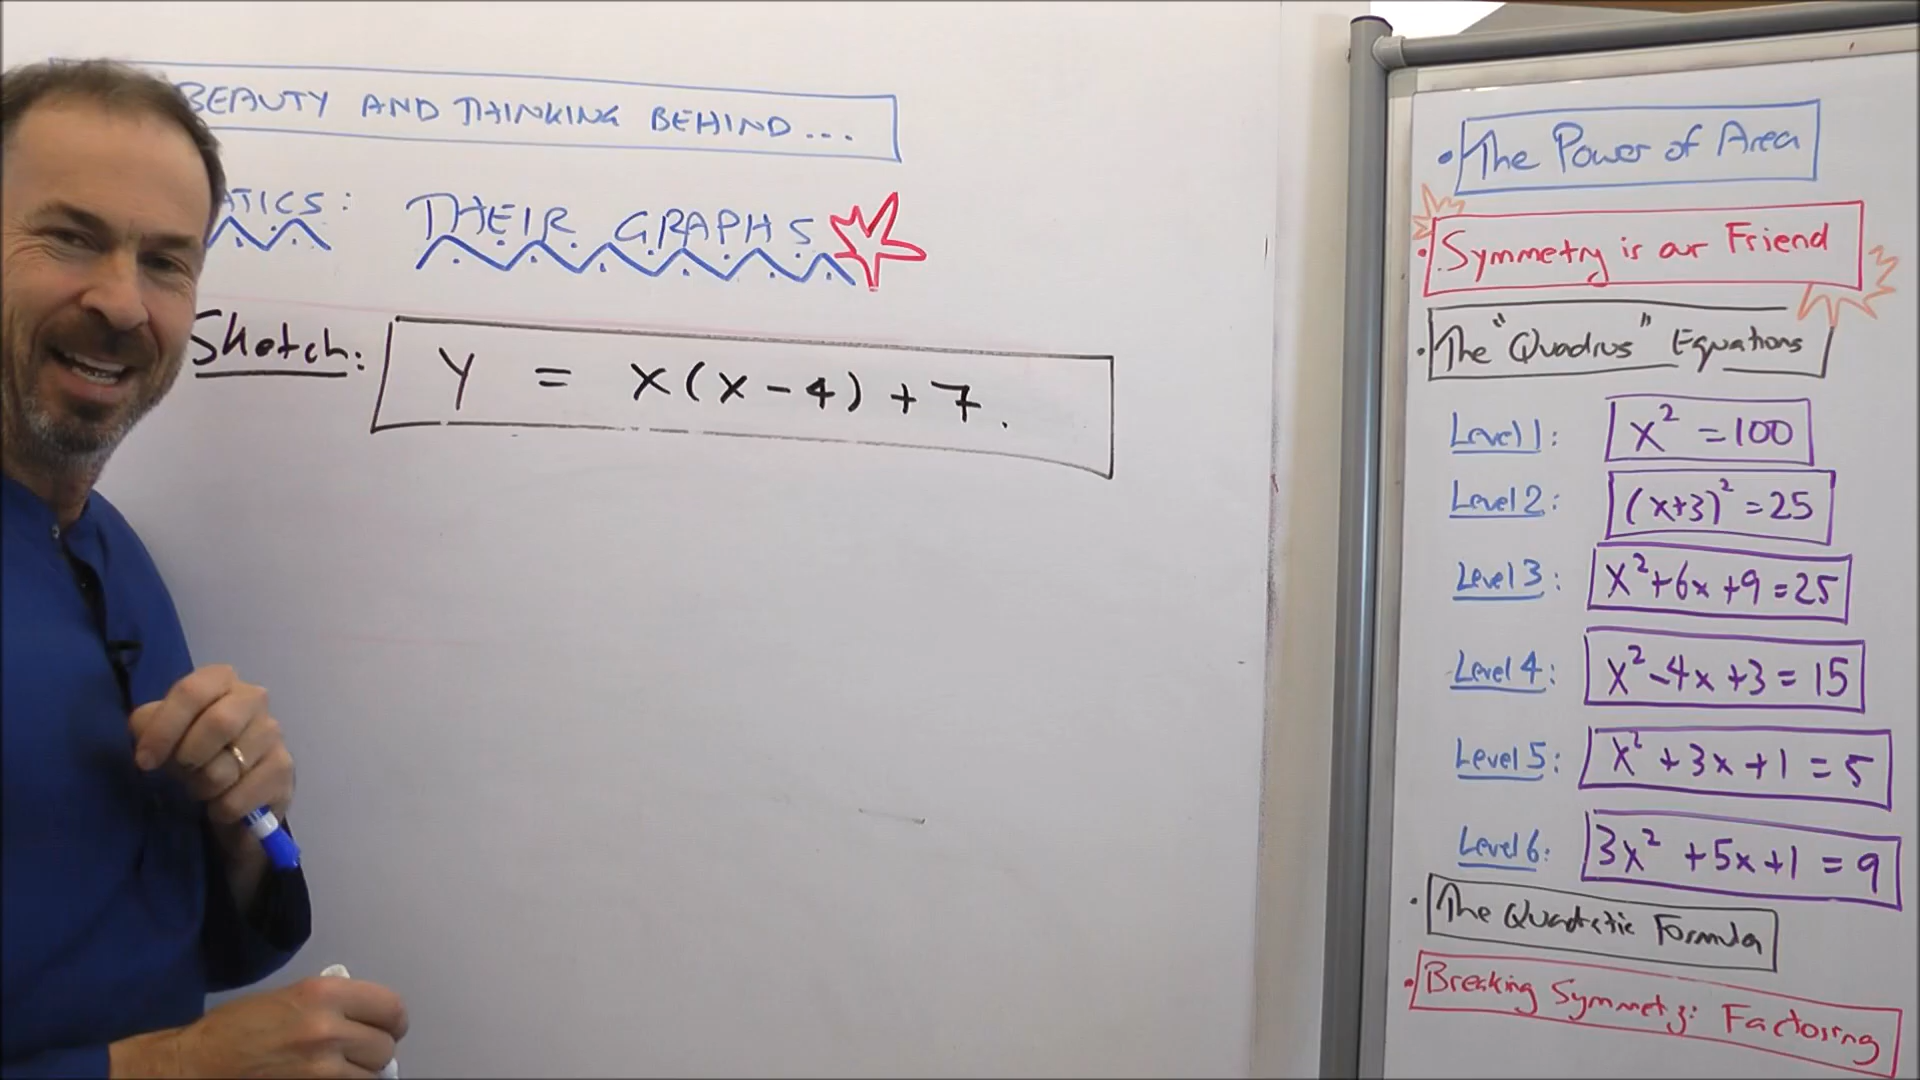 BEAUTY AND THINKING BEHIND...
ATICS: THEIR GRAPHS
Sketch: y = x(x-4)+7.
• The Power of Area
• Symmetry is our Friend
• The "Quadrus" Equations
Level 1: x² = 100
Level 2: (x+3)² = 25
Level 3: x²+6x+9=25
Level 4: x²-4x+3=15
Level 5: x²+3x+1=5
Level 6: 3x²+5x+1=9
• The Quadratic Formula
• Breaking Symmetry: Factoring